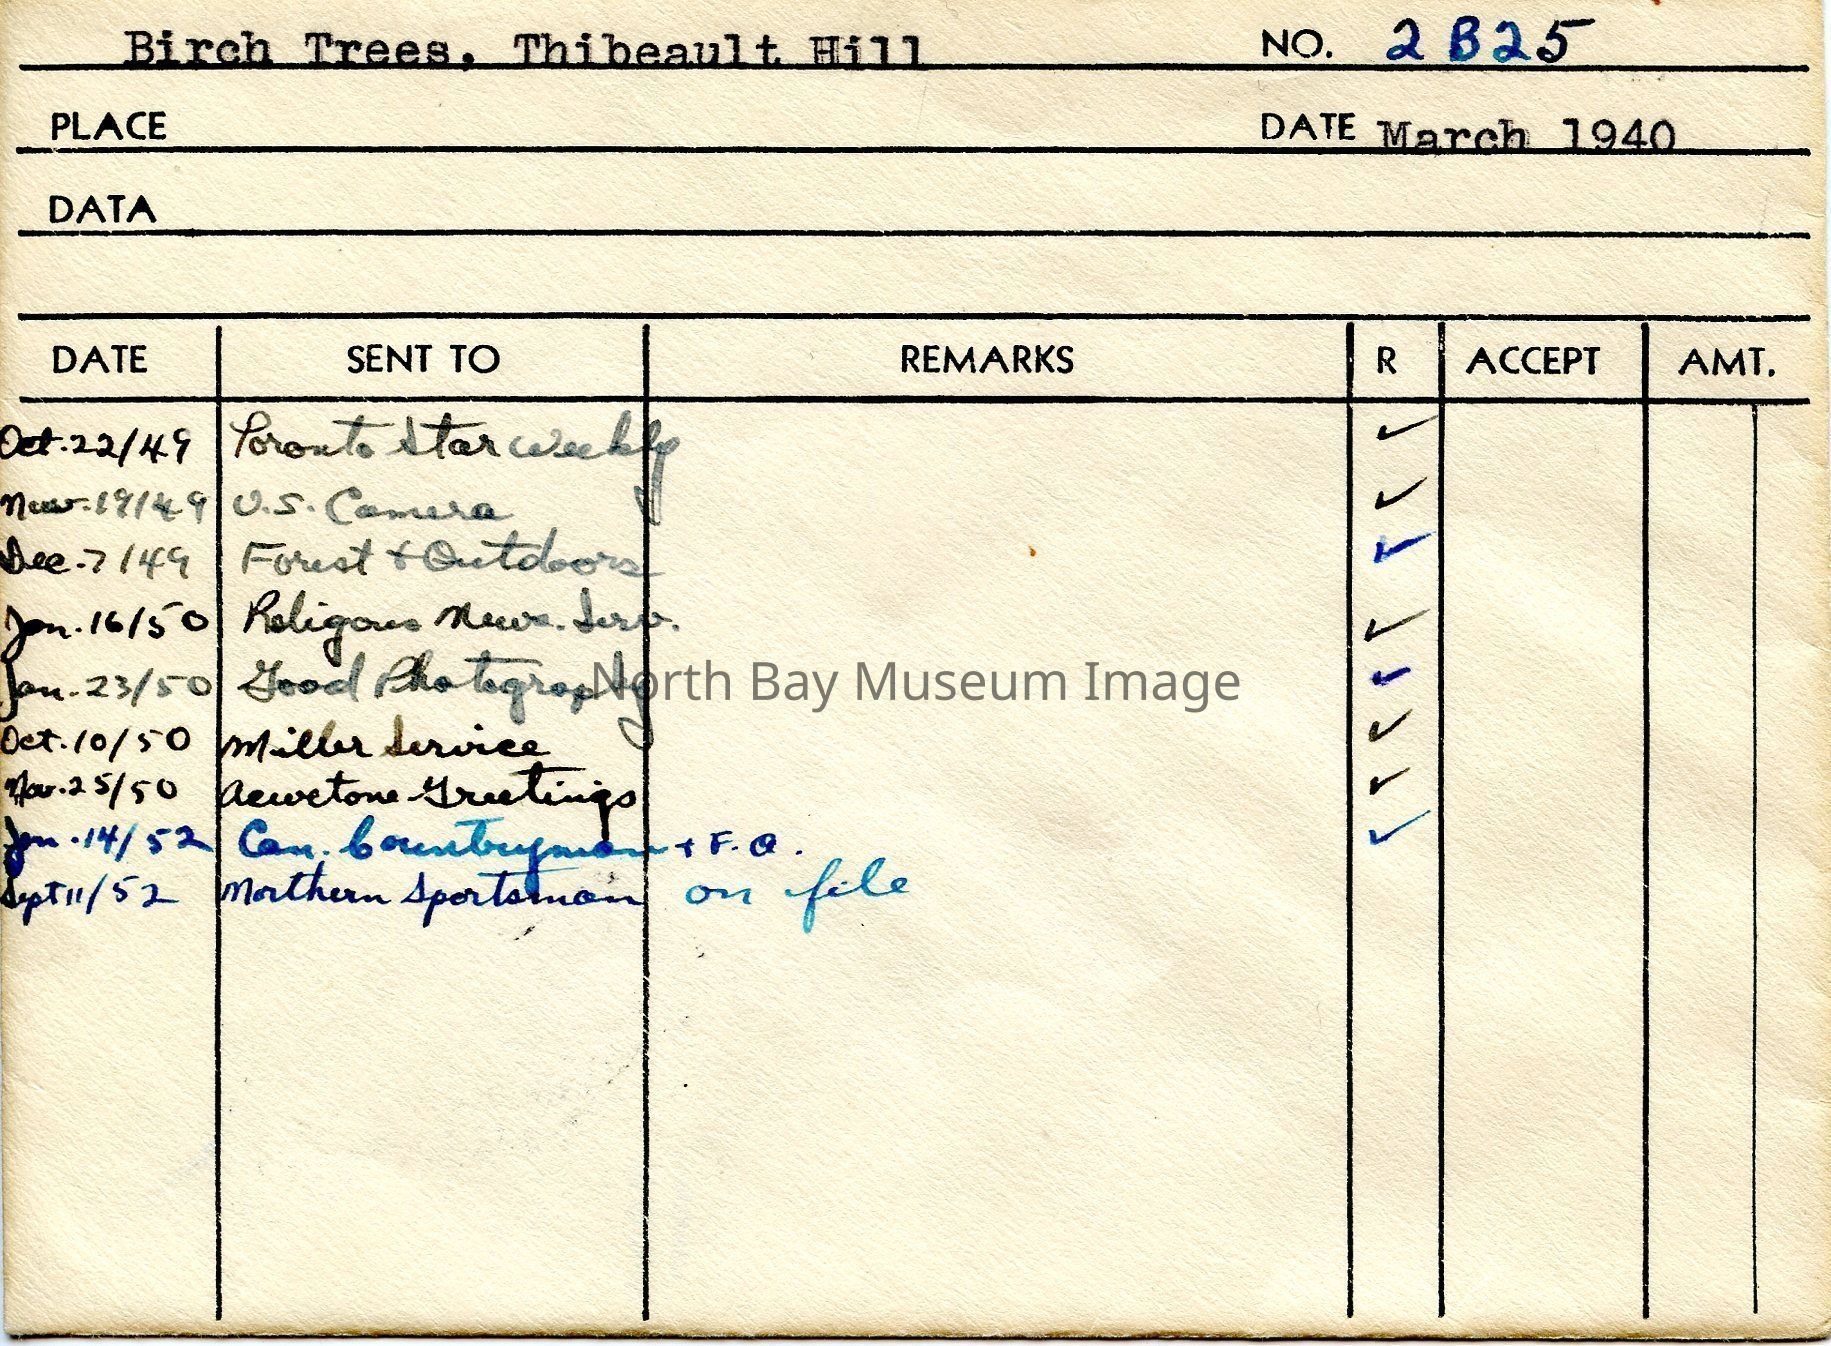 Birch Trees, Thibeault Hill NO. 2B25
PLACE DATE March 1940
DATA
DATE SENT TO REMARKS R ACCEPT AMT.
Oct. 22/49 Toronto Star Weekly ✓
Nov. 19/49 U.S. Camera ✓
Dec. 7/49 Forest + Outdoors ✓
Jan. 16/50 Religous News. Serv. ✓
Jan. 23/50 Good Photography ✓
North Bay Museum Image
Oct. 10/50 Miller Service ✓
Nov. 25/50 Greetings ✓
Jan. 14/52 Can. Countryman + F. O. ✓
Sept 11/52 Northern Sportsman on file